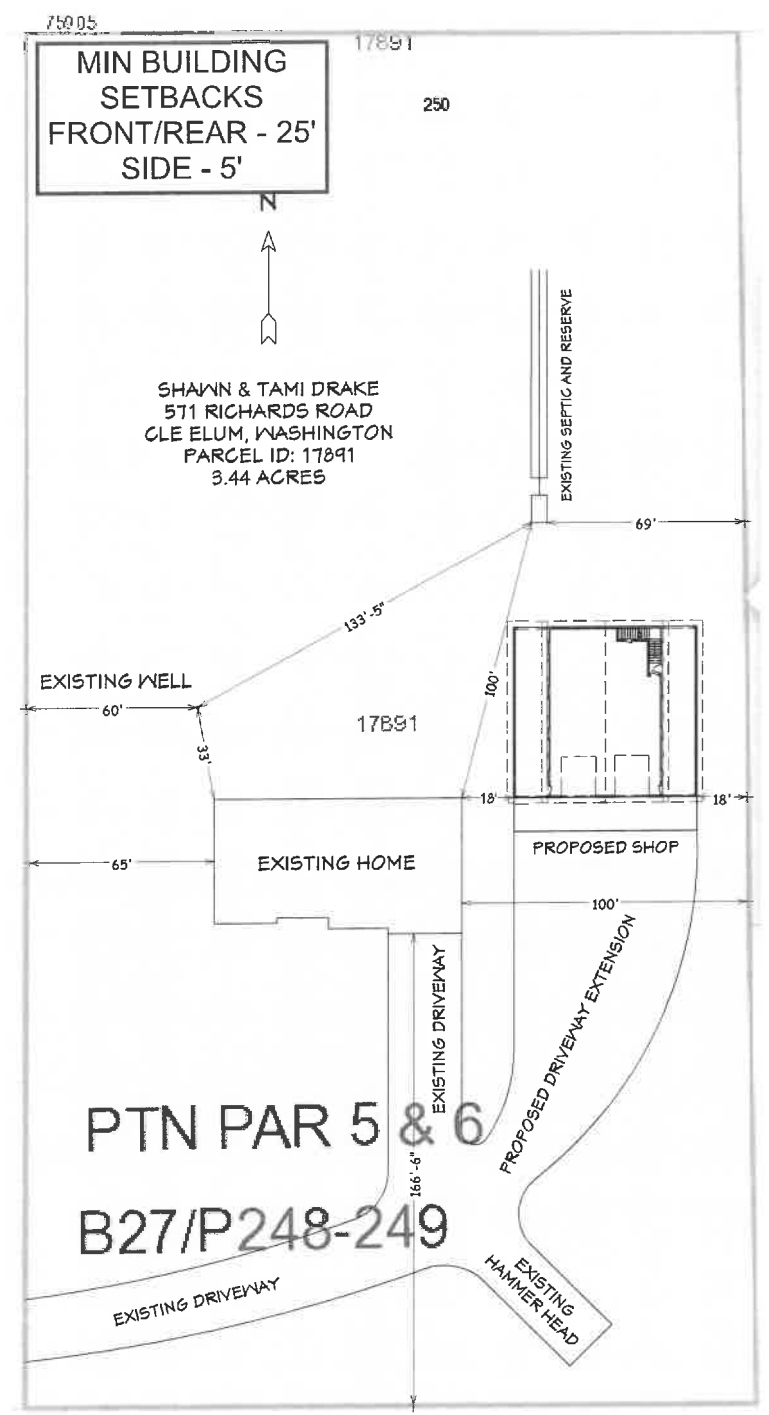 75905
17891
MIN BUILDING
SETBACKS
FRONT/REAR - 25'
SIDE - 5'
250
N
SHAWN & TAMI DRAKE
571 RICHARDS ROAD
CLE ELUM, WASHINGTON
PARCEL ID: 17891
3.44 ACRES
EXISTING SEPTIC AND RESERVE
69'
133'-5"
100'
EXISTING WELL
60'
33'
17891
18'
18'
65'
EXISTING HOME
PROPOSED SHOP
100'
EXISTING DRIVEWAY
PROPOSED DRIVEWAY EXTENSION
PTN PAR 5 & 6
166'-6"
B27/P248-249
EXISTING DRIVEWAY
EXISTING
HAMMER HEAD